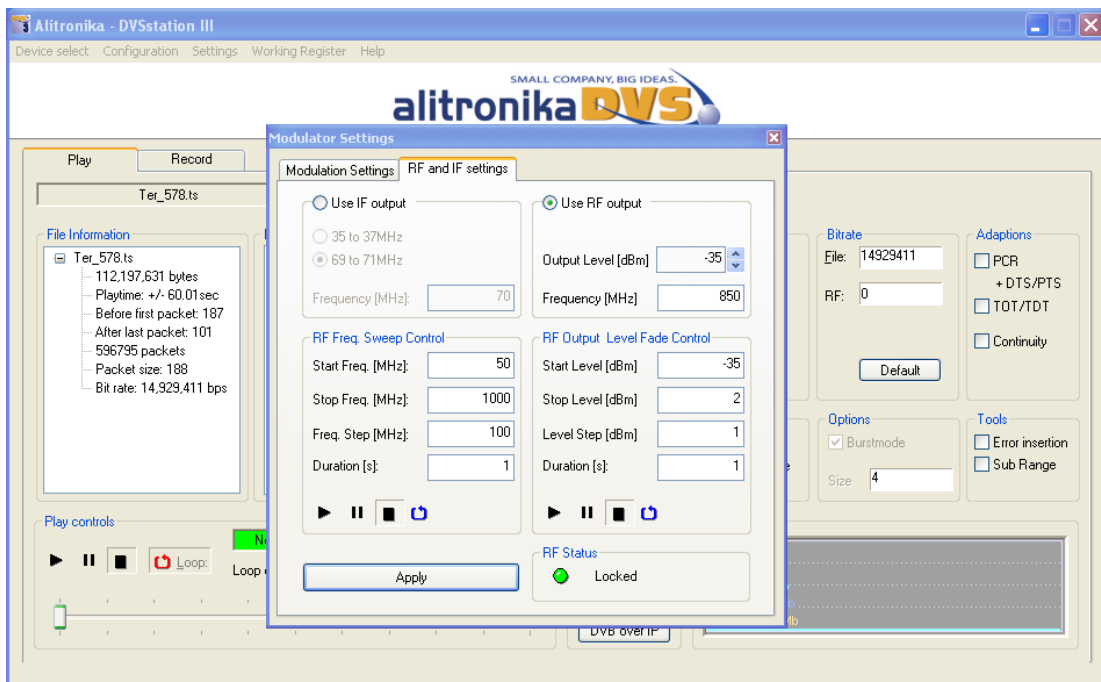 Alitronika - DVSstation III
Device select Configuration Settings Working Register Help
SMALL COMPANY, BIG IDEAS.
alitronika DVS
Play
Record
Ter_578.ts
File Information
Ter_578.ts
112,197,631 bytes
Playtime: +/- 60.01sec
Before first packet: 187
After last packet: 101
596795 packets
Packet size: 188
Bit rate: 14,929,411 bps
Modulator Settings
Modulation Settings
RF and IF settings
Use IF output
35 to 37MHz
69 to 71MHz
Frequency [MHz]: 70
Use RF output
Output Level [dBm] -35
Frequency [MHz] 850
RF Freq. Sweep Control
Start Freq. [MHz]: 50
Stop Freq. [MHz]: 1000
Freq. Step [MHz]: 100
Duration [s]: 1
RF Output Level Fade Control
Start Level [dBm] -35
Stop Level [dBm] 2
Level Step [dBm] 1
Duration [s]: 1
Apply
RF Status
Locked
Bitrate
File: 14929411
RF: 0
Default
Adaptions
PCR
+ DTS/PTS
TOT/TDT
Continuity
Options
Burstmode
Size 4
Tools
Error insertion
Sub Range
Play controls
Loop:
Loop
DVB over IP